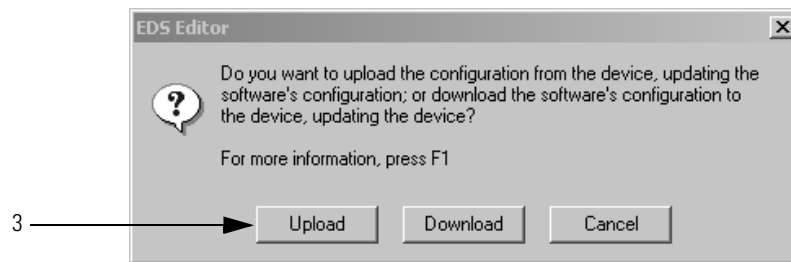 EDS Editor
Do you want to upload the configuration from the device, updating the
software's configuration; or download the software's configuration to
the device, updating the device?
For more information, press F1
3
Upload Download Cancel